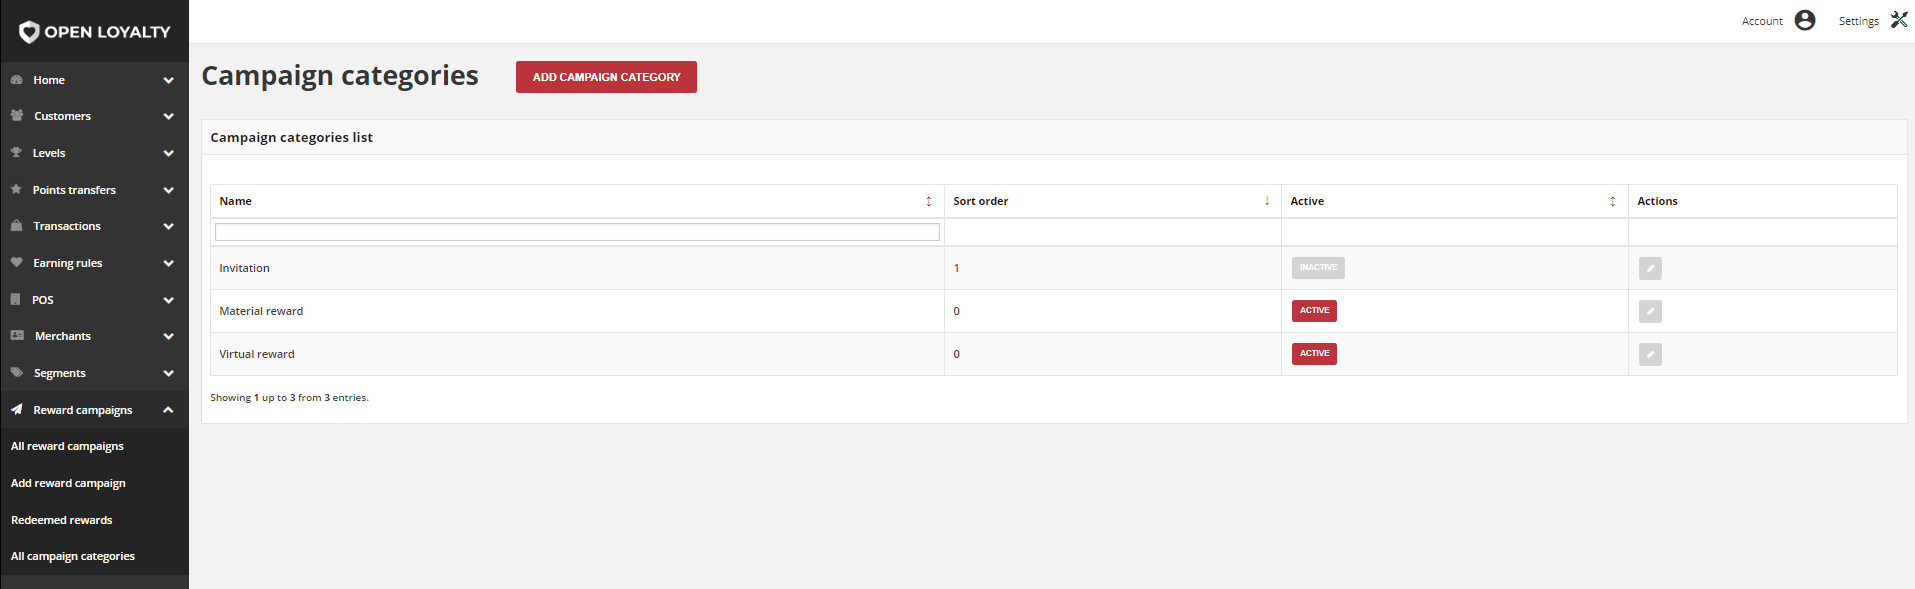 OPEN LOYALTY
Account
Settings
Home
Customers
Levels
Points transfers
Transactions
Earning rules
POS
Merchants
Segments
Reward campaigns
All reward campaigns
Add reward campaign
Redeemed rewards
All campaign categories
Campaign categories
ADD CAMPAIGN CATEGORY
Campaign categories list
Name Sort order Active Actions
Invitation 1 INACTIVE
Material reward 0 ACTIVE
Virtual reward 0 ACTIVE
Showing 1 up to 3 from 3 entries.